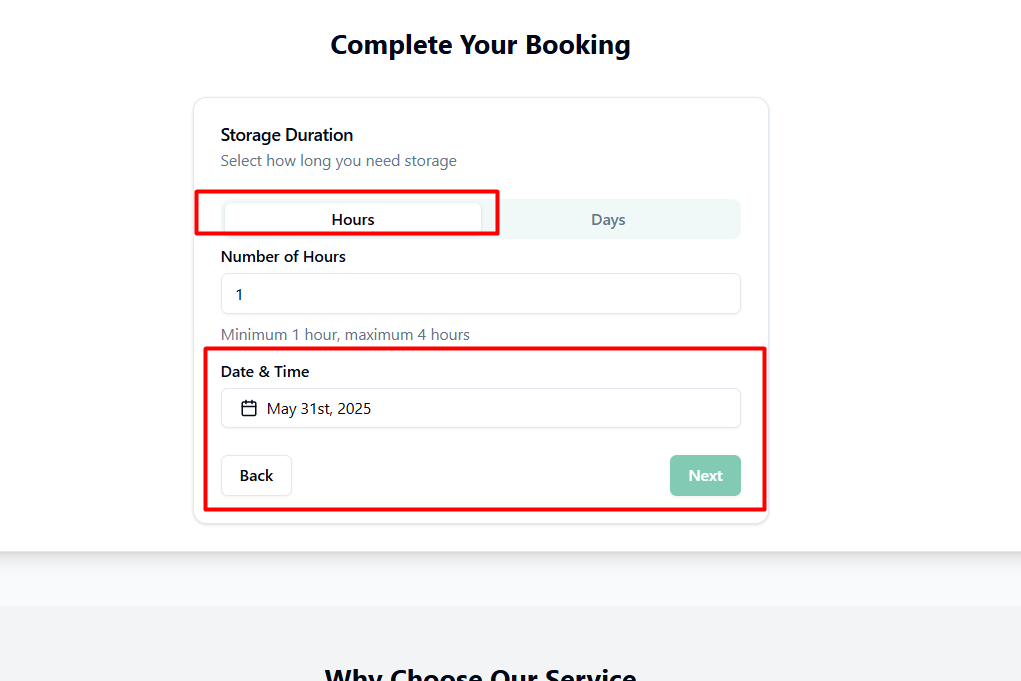 Complete Your Booking
Storage Duration
Select how long you need storage
Hours
Days
Number of Hours
1
Minimum 1 hour, maximum 4 hours
Date & Time
May 31st, 2025
Back
Next
Why Choose Our Service